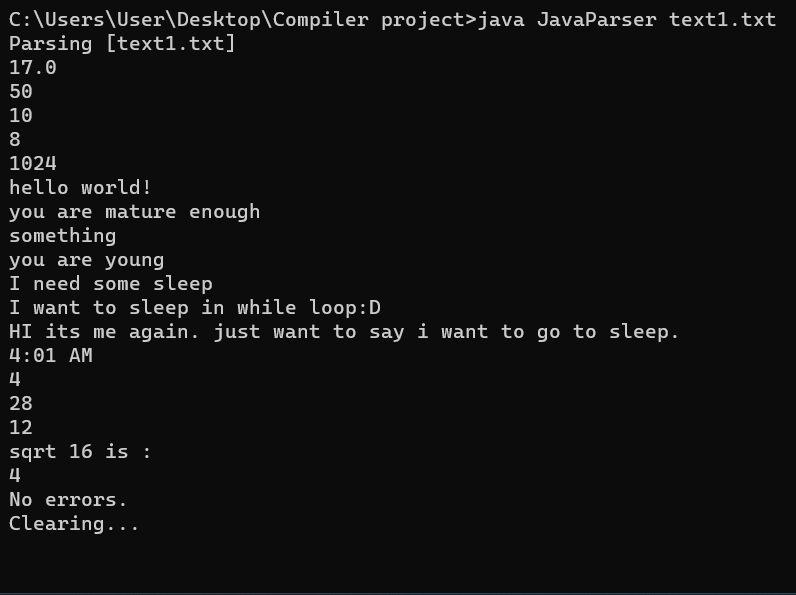 C:\Users\User\Desktop\Compiler project>java JavaParser text1.txt
Parsing [text1.txt]
17.0
50
10
8
1024
hello world!
you are mature enough
something
you are young
I need some sleep
I want to sleep in while loop:D
HI its me again. just want to say i want to go to sleep.
4:01 AM
4
28
12
sqrt 16 is :
4
No errors.
Clearing...